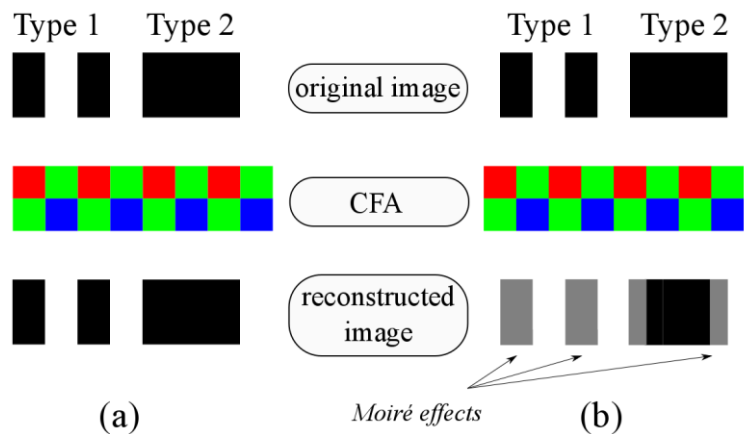 Type 1 Type 2
Type 1 Type 2
original image
CFA
reconstructed
image
Moiré effects
(a)
(b)